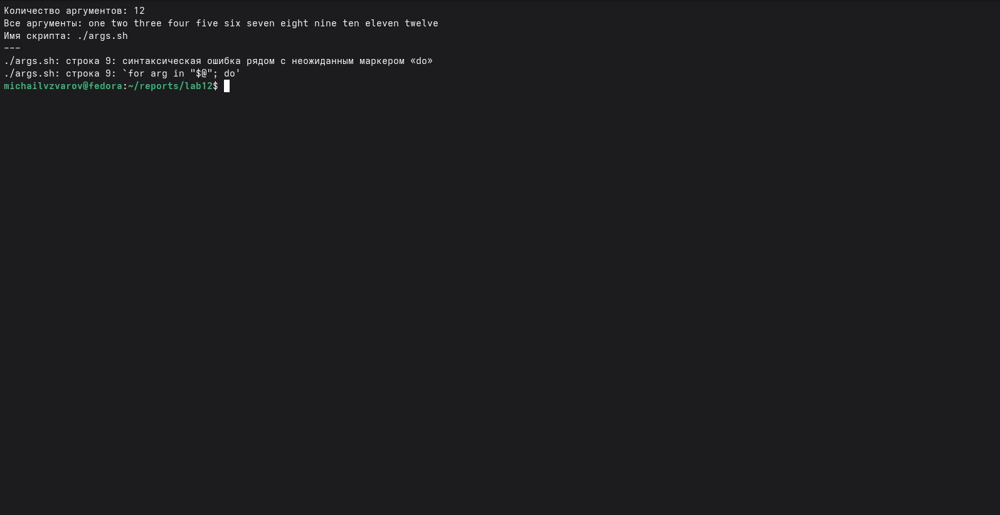 Количество аргументов: 12
Все аргументы: one two three four five six seven eight nine ten eleven twelve
Имя скрипта: ./args.sh
---
./args.sh: строка 9: синтаксическая ошибка рядом с неожиданным маркером «do»
./args.sh: строка 9: `for arg in "$@"; do'
michailvzvarov@fedora:~/reports/lab12$